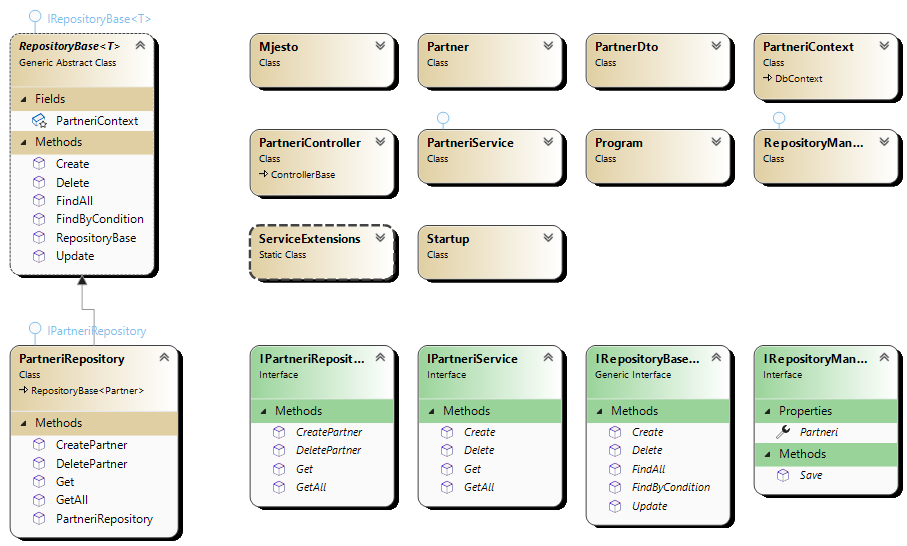 IRepositoryBase<T>
RepositoryBase<T>
Generic Abstract Class
Fields
PartneriContext
Methods
Create
Delete
FindAll
FindByCondition
RepositoryBase
Update
Mjesto
Class
Partner
Class
PartnerDto
Class
PartneriContext
Class
DbContext
PartneriController
Class
ControllerBase
PartneriService
Class
Program
Class
RepositoryMan...
Class
ServiceExtensions
Static Class
Startup
Class
IPartneriRepository
PartneriRepository
Class
RepositoryBase<Partner>
Methods
CreatePartner
DeletePartner
Get
GetAll
PartneriRepository
IPartneriReposit...
Interface
Methods
CreatePartner
DeletePartner
Get
GetAll
IPartneriService
Interface
Methods
Create
Delete
Get
GetAll
IRepositoryBase...
Generic Interface
Methods
Create
Delete
FindAll
FindByCondition
Update
IRepositoryMan...
Interface
Properties
Partneri
Methods
Save